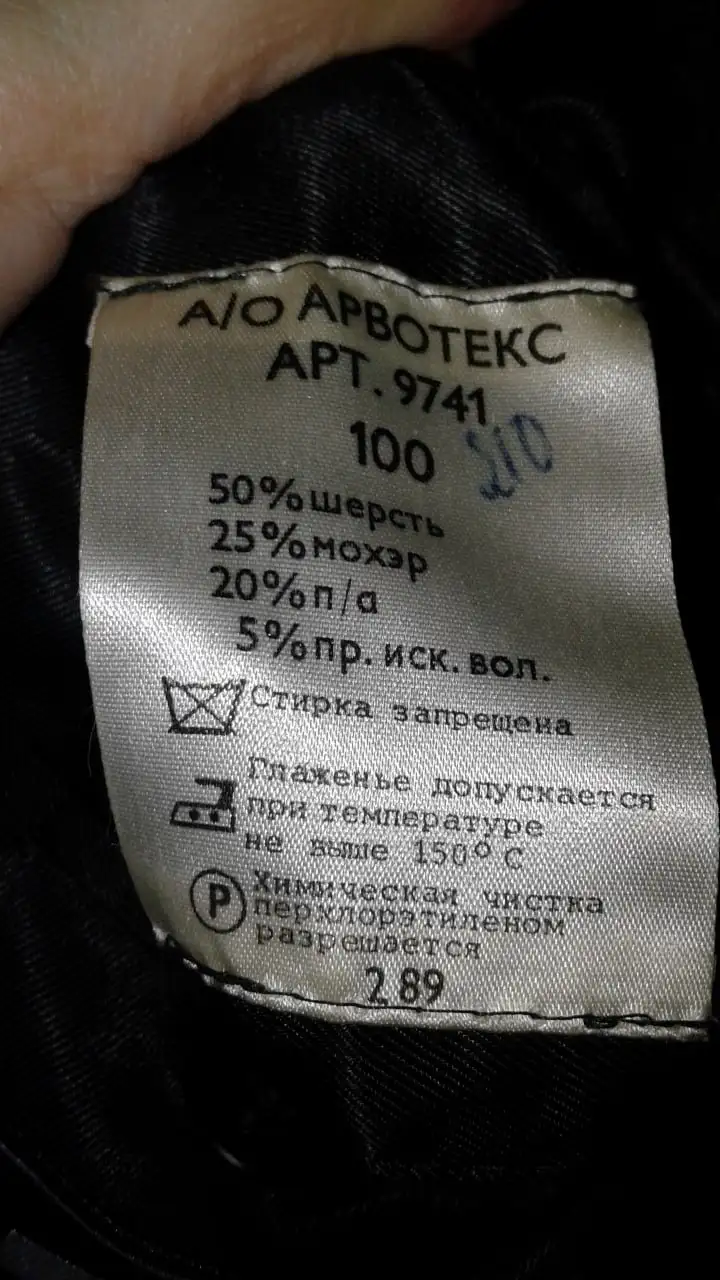 А/О АРВОТЕКС
АРТ. 9741
100
50% шерсть
25% мохэр
20% п/а
5% пр. иск. вол.
Стирка запрещена
Глаженье допускается
при температуре
не выше 150° С
P
Химическая чистка
перхлорэтиленом
разрешается
2 89